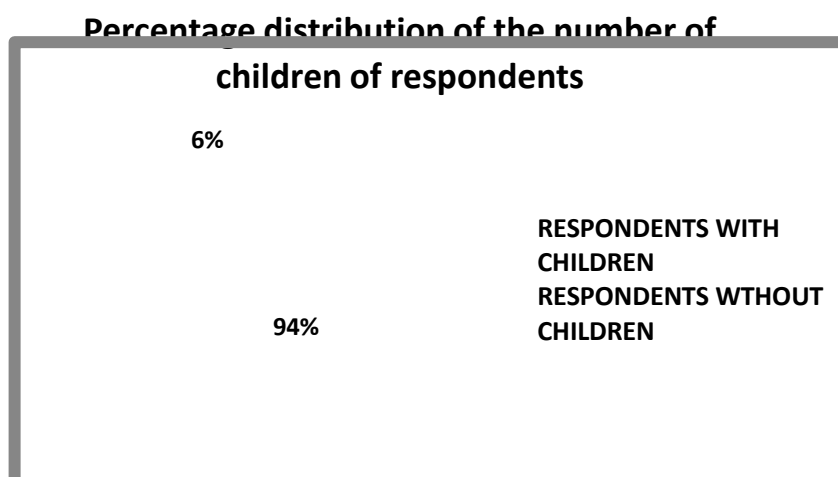 Percentage distribution of the number of
children of respondents
6%
RESPONDENTS WITH
CHILDREN
RESPONDENTS WTHOUT
CHILDREN
94%